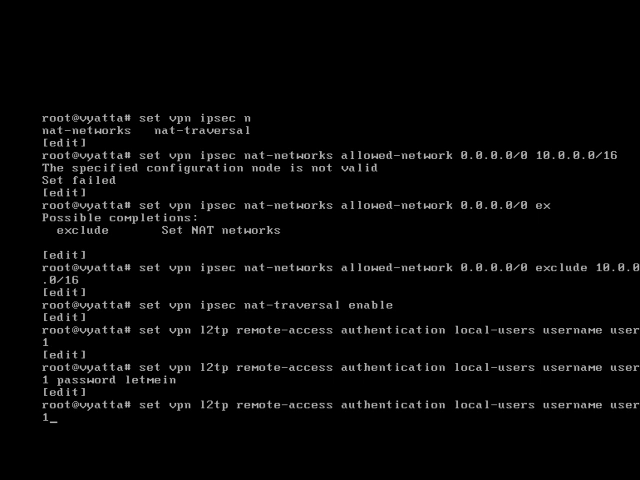 root@vyatta# set vpn ipsec n
nat-networks   nat-traversal
[edit]
root@vyatta# set vpn ipsec nat-networks allowed-network 0.0.0.0/0 10.0.0.0/16
The specified configuration node is not valid
Set failed
[edit]
root@vyatta# set vpn ipsec nat-networks allowed-network 0.0.0.0/0 ex
Possible completions:
  exclude       Set NAT networks
[edit]
root@vyatta# set vpn ipsec nat-networks allowed-network 0.0.0.0/0 exclude 10.0.0
.0/16
[edit]
root@vyatta# set vpn ipsec nat-traversal enable
[edit]
root@vyatta# set vpn l2tp remote-access authentication local-users username user
1
[edit]
root@vyatta# set vpn l2tp remote-access authentication local-users username user
1 password letmein
[edit]
root@vyatta# set vpn l2tp remote-access authentication local-users username user
1_